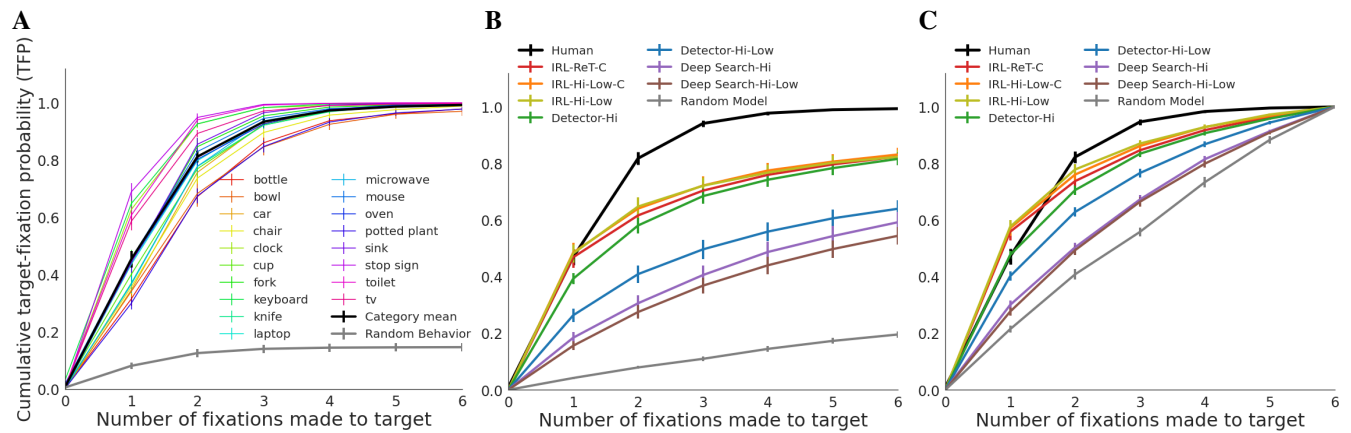 A
Cumulative target-fixation probability (TFP)
1.0
0.8
0.6
0.4
0.2
0.0
0 1 2 3 4 5 6
Number of fixations made to target
bottle
bowl
car
chair
clock
cup
fork
keyboard
knife
laptop
microwave
mouse
oven
potted plant
sink
stop sign
toilet
tv
Category mean
Random Behavior
B
Human
IRL-ReT-C
IRL-Hi-Low-C
IRL-Hi-Low
Detector-Hi
Detector-Hi-Low
Deep Search-Hi
Deep Search-Hi-Low
Random Model
1.0
0.8
0.6
0.4
0.2
0.0
0 1 2 3 4 5 6
Number of fixations made to target
C
Human
IRL-ReT-C
IRL-Hi-Low-C
IRL-Hi-Low
Detector-Hi
Detector-Hi-Low
Deep Search-Hi
Deep Search-Hi-Low
Random Model
1.0
0.8
0.6
0.4
0.2
0.0
0 1 2 3 4 5 6
Number of fixations made to target